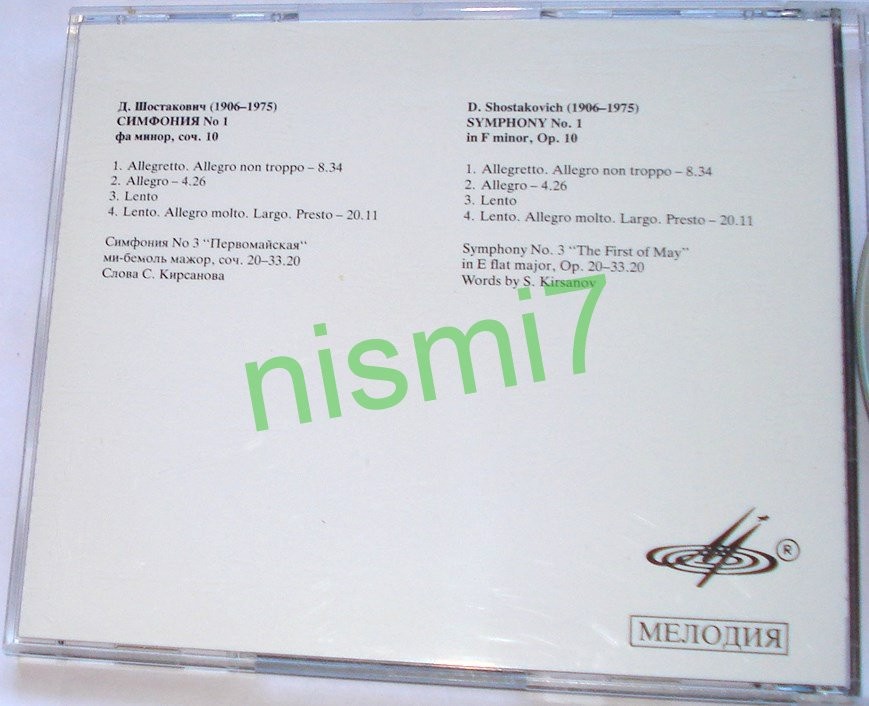 Д. Шостакович (1906–1975)
СИМФОНИЯ No 1
фа минор, соч. 10
1. Allegretto. Allegro non troppo – 8.34
2. Allegro – 4.26
3. Lento
4. Lento. Allegro molto. Largo. Presto – 20.11
Симфония No 3 "Первомайская"
ми-бемоль мажор, соч. 20–33.20
Слова С. Кирсанова
D. Shostakovich (1906–1975)
SYMPHONY No. 1
in F minor, Op. 10
1. Allegretto. Allegro non troppo – 8.34
2. Allegro – 4.26
3. Lento
4. Lento. Allegro molto. Largo. Presto – 20.11
Symphony No. 3 "The First of May"
in E flat major, Op. 20–33.20
Words by S. Kirsanov
nismi7
®
МЕЛОДИЯ